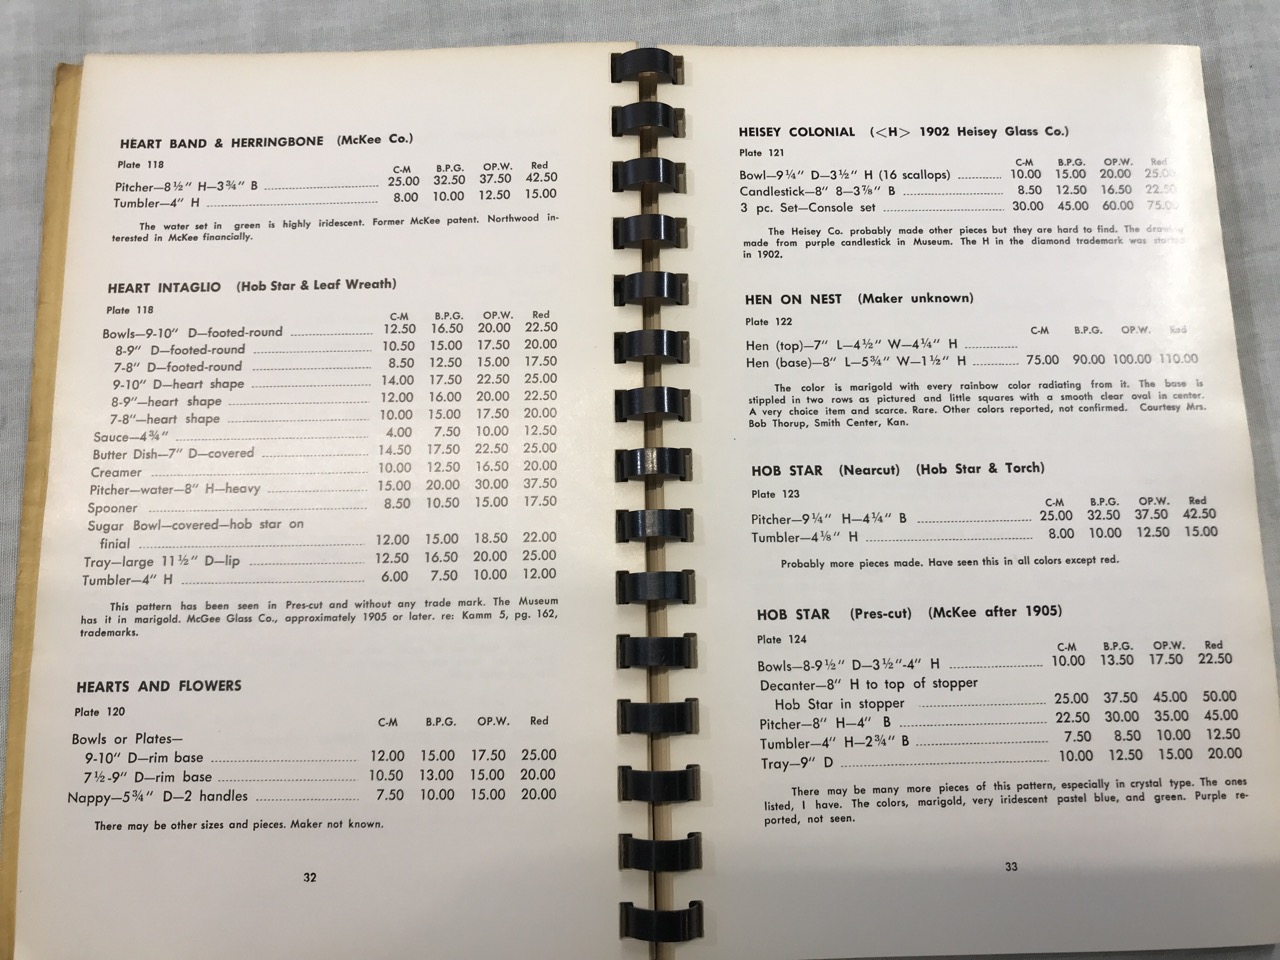 HEART BAND & HERRINGBONE (McKee Co.)
Plate 118
C-M B.P.G. OP.W. Red
Pitcher—8½″ H—3¾″ B 25.00 32.50 37.50 42.50
Tumbler—4″ H 8.00 10.00 12.50 15.00
The water set in green is highly iridescent. Former McKee patent. Northwood in-
terested in McKee financially.
HEART INTAGLIO (Hob Star & Leaf Wreath)
Plate 118
C-M B.P.G. OP.W. Red
Bowls—9-10″ D—footed-round 12.50 16.50 20.00 22.50
8-9″ D—footed-round 10.50 15.00 17.50 20.00
7-8″ D—footed-round 8.50 12.50 15.00 17.50
9-10″ D—heart shape 14.00 17.50 22.50 25.00
8-9″—heart shape 12.00 16.00 20.00 22.50
7-8″—heart shape 10.00 15.00 17.50 20.00
Sauce—4¾″ 4.00 7.50 10.00 12.50
Butter Dish—7″ D—covered 14.50 17.50 22.50 25.00
Creamer 10.00 12.50 16.50 20.00
Pitcher—water—8″ H—heavy 15.00 20.00 30.00 37.50
Spooner 8.50 10.50 15.00 17.50
Sugar Bowl—covered—hob star on
finial 12.00 15.00 18.50 22.00
Tray—large 11½″ D—lip 12.50 16.50 20.00 25.00
Tumbler—4″ H 6.00 7.50 10.00 12.00
This pattern has been seen in Pres-cut and without any trade mark. The Museum
has it in marigold. McGee Glass Co., approximately 1905 or later. re: Kamm 5, pg. 162,
trademarks.
HEARTS AND FLOWERS
Plate 120
C-M B.P.G. OP.W. Red
Bowls or Plates—
9-10″ D—rim base 12.00 15.00 17.50 25.00
7½-9″ D—rim base 10.50 13.00 15.00 20.00
Nappy—5¾″ D—2 handles 7.50 10.00 15.00 20.00
There may be other sizes and pieces. Maker not known.
32
HEISEY COLONIAL (<H> 1902 Heisey Glass Co.)
Plate 121
C-M B.P.G. OP.W. Red
Bowl—9¼″ D—3½″ H (16 scallops) 10.00 15.00 20.00 25.00
Candlestick—8″ 8—3⅞″ B 8.50 12.50 16.50 22.50
3 pc. Set—Console set 30.00 45.00 60.00 75.00
The Heisey Co. probably made other pieces but they are hard to find. The drawing
made from purple candlestick in Museum. The H in the diamond trademark was started
in 1902.
HEN ON NEST (Maker unknown)
Plate 122
C-M B.P.G. OP.W. Red
Hen (top)—7″ L—4½″ W—4¼″ H
Hen (base)—8″ L—5¾″ W—1½″ H 75.00 90.00 100.00 110.00
The color is marigold with every rainbow color radiating from it. The base is
stippled in two rows as pictured and little squares with a smooth clear oval in center.
A very choice item and scarce. Rare. Other colors reported, not confirmed. Courtesy Mrs.
Bob Thorup, Smith Center, Kan.
HOB STAR (Nearcut) (Hob Star & Torch)
Plate 123
C-M B.P.G. OP.W. Red
Pitcher—9¼″ H—4¼″ B 25.00 32.50 37.50 42.50
Tumbler—4⅛″ H 8.00 10.00 12.50 15.00
Probably more pieces made. Have seen this in all colors except red.
HOB STAR (Pres-cut) (McKee after 1905)
Plate 124
C-M B.P.G. OP.W. Red
Bowls—8-9½″ D—3½″-4″ H 10.00 13.50 17.50 22.50
Decanter—8″ H to top of stopper
Hob Star in stopper 25.00 37.50 45.00 50.00
Pitcher—8″ H—4″ B 22.50 30.00 35.00 45.00
Tumbler—4″ H—2¾″ B 7.50 8.50 10.00 12.50
Tray—9″ D 10.00 12.50 15.00 20.00
There may be many more pieces of this pattern, especially in crystal type. The ones
listed, I have. The colors, marigold, very iridescent pastel blue, and green. Purple re-
ported, not seen.
33